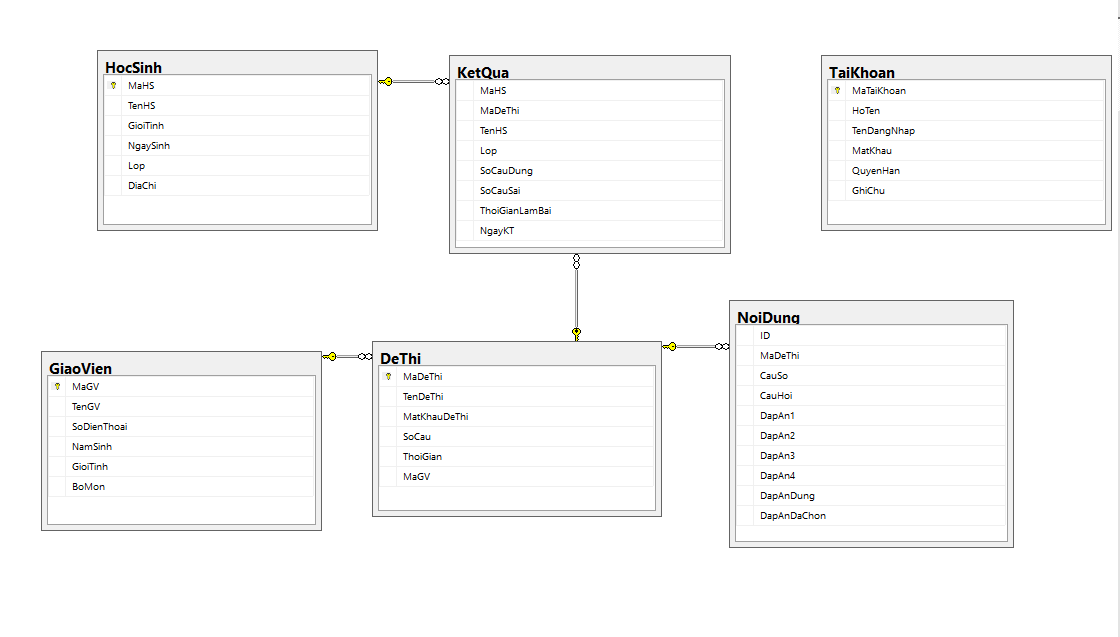 HocSinh
MaHS
TenHS
GioiTinh
NgaySinh
Lop
DiaChi
KetQua
MaHS
MaDeThi
TenHS
Lop
SoCauDung
SoCauSai
ThoiGianLamBai
NgayKT
TaiKhoan
MaTaiKhoan
HoTen
TenDangNhap
MatKhau
QuyenHan
GhiChu
GiaoVien
MaGV
TenGV
SoDienThoai
NamSinh
GioiTinh
BoMon
DeThi
MaDeThi
TenDeThi
MatKhauDeThi
SoCau
ThoiGian
MaGV
NoiDung
ID
MaDeThi
CauSo
CauHoi
DapAn1
DapAn2
DapAn3
DapAn4
DapAnDung
DapAnDaChon